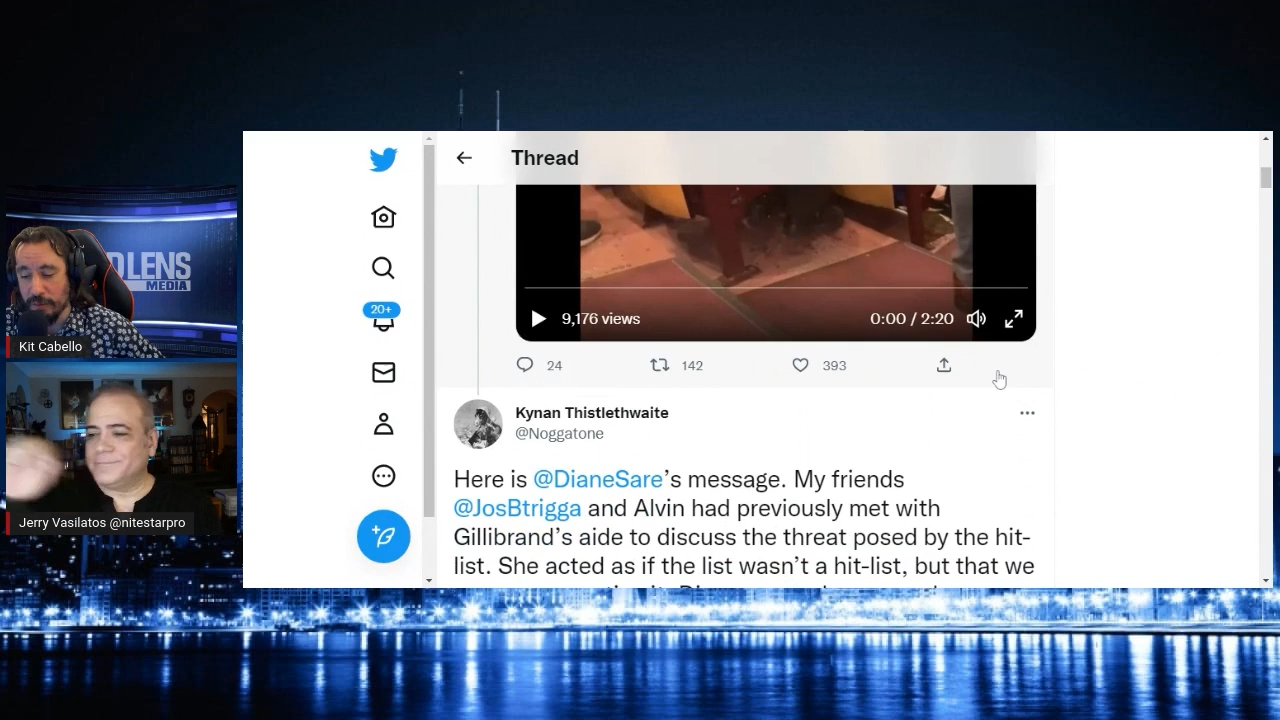 Thread
9,176 views
0:00 / 2:20
24
142
393
20+
Kynan Thistlethwaite
@Noggatone
Here is @DianeSare’s message. My friends
@JosBtrigga and Alvin had previously met with
Gillibrand’s aide to discuss the threat posed by the hit-
list. She acted as if the list wasn’t a hit-list, but that we
D LENS
MEDIA
Kit Cabello
Jerry Vasilatos @nitestarpro